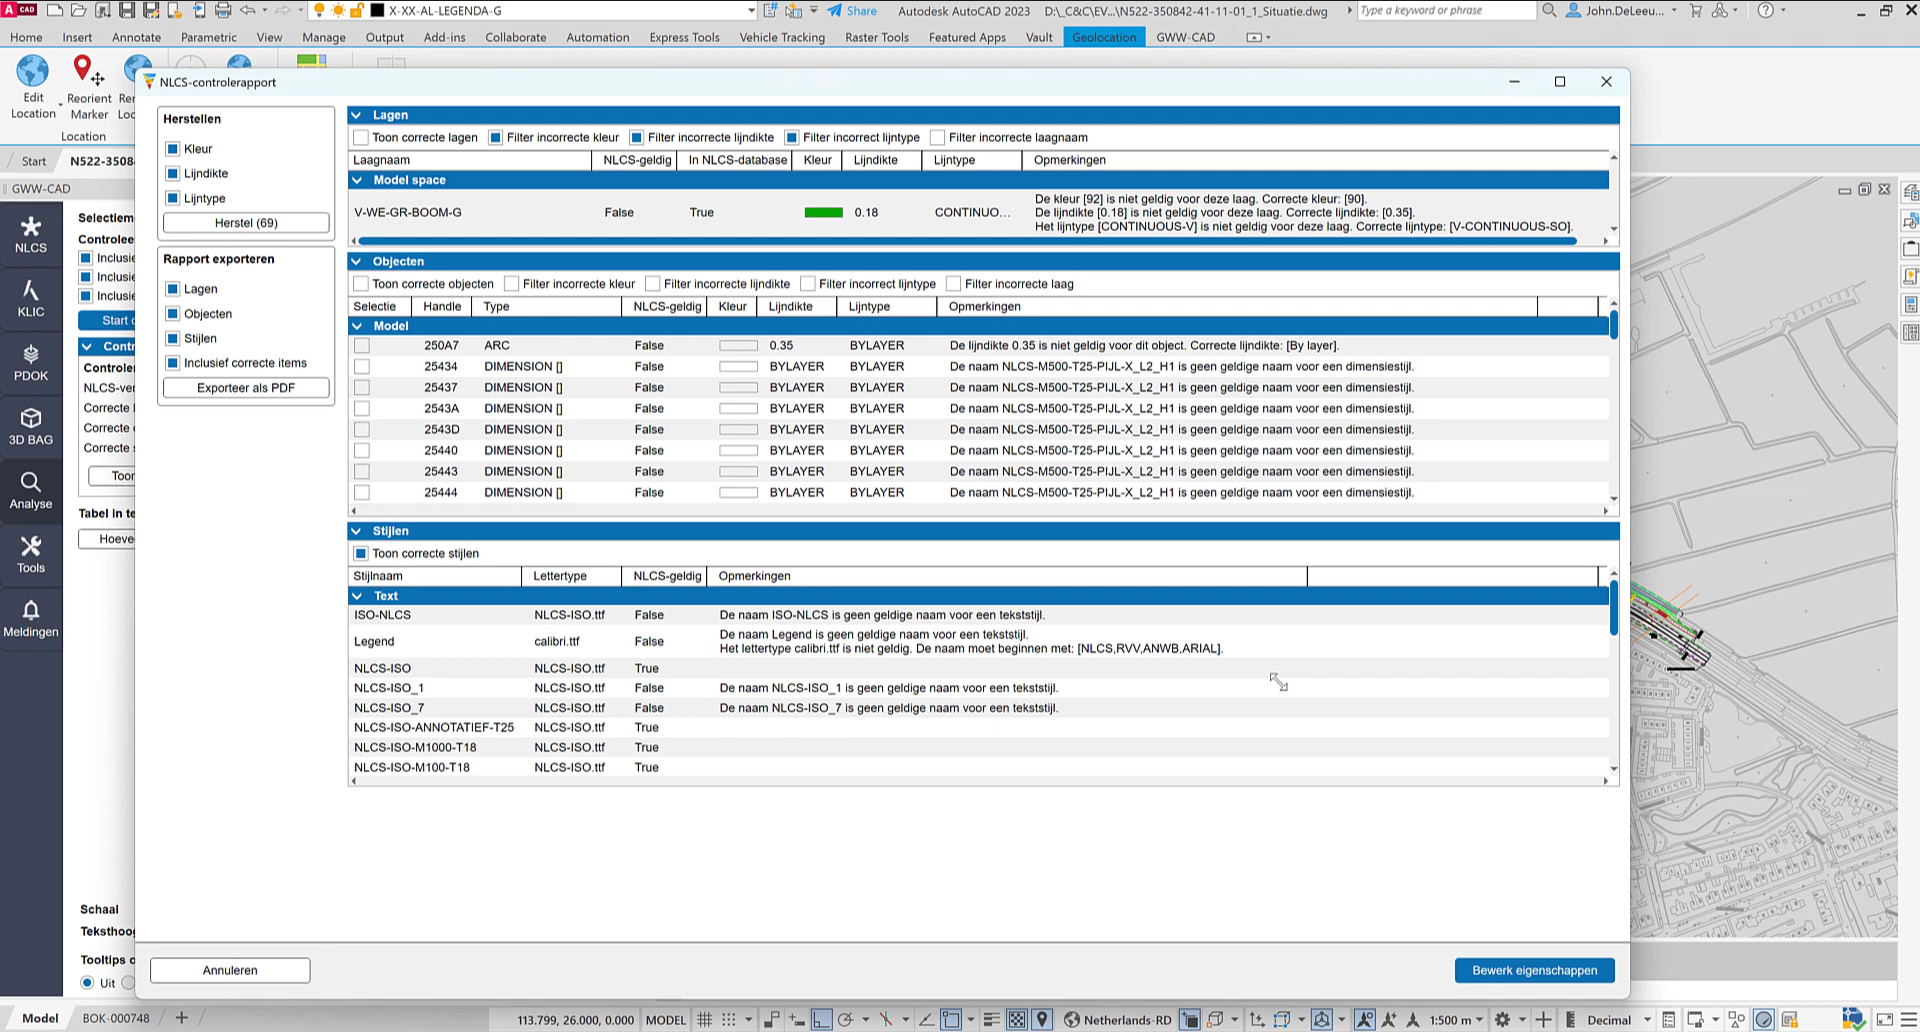 A CAD
X-XX-AL-LEGENDA-G
Share
Autodesk AutoCAD 2023 D:\_C&C\EV...\N522-350842-41-11-01_1_Situatie.dwg
Type a keyword or phrase
John.DeLeeu...
Home Insert Annotate Parametric View Manage Output Add-ins Collaborate Automation Express Tools Vehicle Tracking Raster Tools Featured Apps Vault Geolocation GWW-CAD
Edit
Location
Reorient
Marker
Location
Start
N522-3508
GWW-CAD
NLCS
KLIC
PDOK
3D BAG
Analyse
Tools
Meldingen
Selectiem
Controlee
Inclusie
Inclusie
Inclusie
Start c
Contr
Controler
NLCS-ver
Correcte
Correcte
Correcte
Toor
Tabel in te
Hoeve
Schaal
Teksthoog
Tooltips o
Uit
NLCS-controlerapport
Herstellen
Kleur
Lijndikte
Lijntype
Herstel (69)
Rapport exporteren
Lagen
Objecten
Stijlen
Inclusief correcte items
Exporteer als PDF
Lagen
Toon correcte lagen Filter incorrecte kleur Filter incorrecte lijndikte Filter incorrect lijntype Filter incorrecte laagnaam
Laagnaam NLCS-geldig In NLCS-database Kleur Lijndikte Lijntype Opmerkingen
Model space
De kleur [92] is niet geldig voor deze laag. Correcte kleur: [90].
V-WE-GR-BOOM-G False True 0.18 CONTINUO... De lijndikte [0.18] is niet geldig voor deze laag. Correcte lijndikte: [0.35].
Het lijntype [CONTINUOUS-V] is niet geldig voor deze laag. Correcte lijntype: [V-CONTINUOUS-SO].
Objecten
Toon correcte objecten Filter incorrecte kleur Filter incorrecte lijndikte Filter incorrect lijntype Filter incorrecte laag
Selectie Handle Type NLCS-geldig Kleur Lijndikte Lijntype Opmerkingen
Model
250A7 ARC False 0.35 BYLAYER De lijndikte 0.35 is niet geldig voor dit object. Correcte lijndikte: [By layer].
25434 DIMENSION [] False BYLAYER BYLAYER De naam NLCS-M500-T25-PIJL-X_L2_H1 is geen geldige naam voor een dimensiestijl.
25437 DIMENSION [] False BYLAYER BYLAYER De naam NLCS-M500-T25-PIJL-X_L2_H1 is geen geldige naam voor een dimensiestijl.
2543A DIMENSION [] False BYLAYER BYLAYER De naam NLCS-M500-T25-PIJL-X_L2_H1 is geen geldige naam voor een dimensiestijl.
2543D DIMENSION [] False BYLAYER BYLAYER De naam NLCS-M500-T25-PIJL-X_L2_H1 is geen geldige naam voor een dimensiestijl.
25440 DIMENSION [] False BYLAYER BYLAYER De naam NLCS-M500-T25-PIJL-X_L2_H1 is geen geldige naam voor een dimensiestijl.
25443 DIMENSION [] False BYLAYER BYLAYER De naam NLCS-M500-T25-PIJL-X_L2_H1 is geen geldige naam voor een dimensiestijl.
25444 DIMENSION [] False BYLAYER BYLAYER De naam NLCS-M500-T25-PIJL-X_L2_H1 is geen geldige naam voor een dimensiestijl.
Stijlen
Toon correcte stijlen
Stijlnaam Lettertype NLCS-geldig Opmerkingen
Text
ISO-NLCS NLCS-ISO.ttf False De naam ISO-NLCS is geen geldige naam voor een tekststijl.
Legend calibri.ttf False De naam Legend is geen geldige naam voor een tekststijl.
Het lettertype calibri.ttf is niet geldig. De naam moet beginnen met: [NLCS,RVV,ANWB,ARIAL].
NLCS-ISO NLCS-ISO.ttf True
NLCS-ISO_1 NLCS-ISO.ttf False De naam NLCS-ISO_1 is geen geldige naam voor een tekststijl.
NLCS-ISO_7 NLCS-ISO.ttf False De naam NLCS-ISO_7 is geen geldige naam voor een tekststijl.
NLCS-ISO-ANNOTATIEF-T25 NLCS-ISO.ttf True
NLCS-ISO-M1000-T18 NLCS-ISO.ttf True
NLCS-ISO-M100-T18 NLCS-ISO.ttf True
Annuleren
Bewerk eigenschappen
Model BOK-000748
113.799, 26.000, 0.000 MODEL Netherlands-RD 1:500 m Decimal